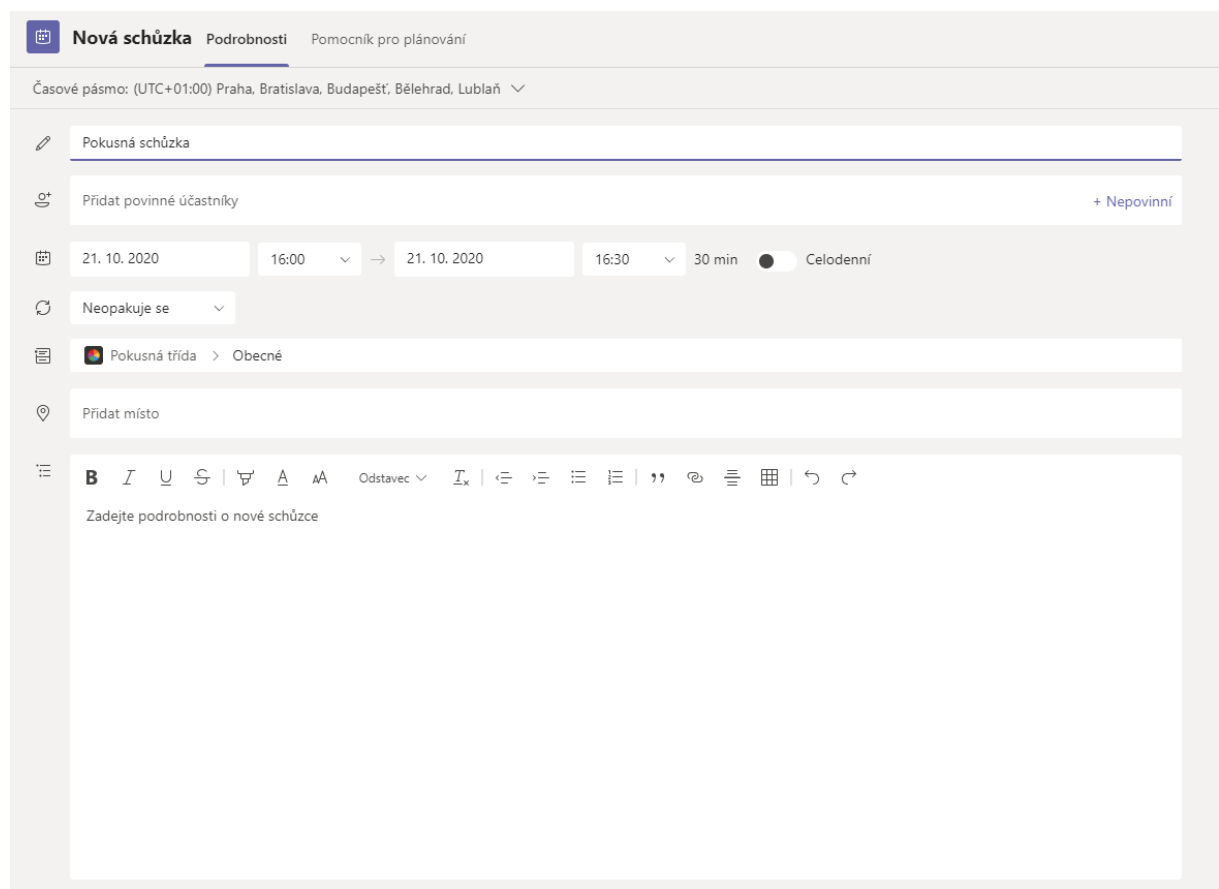 Nová schůzka Podrobnosti Pomocník pro plánování
Časové pásmo: (UTC+01:00) Praha, Bratislava, Budapešť, Bělehrad, Lublaň
Pokusná schůzka
Přidat povinné účastníky + Nepovinní
21. 10. 2020 16:00 → 21. 10. 2020 16:30 30 min Celodenní
Neopakuje se
Pokusná třída > Obecné
Přidat místo
B I U S A AA Odstavec Tx
Zadejte podrobnosti o nové schůzce